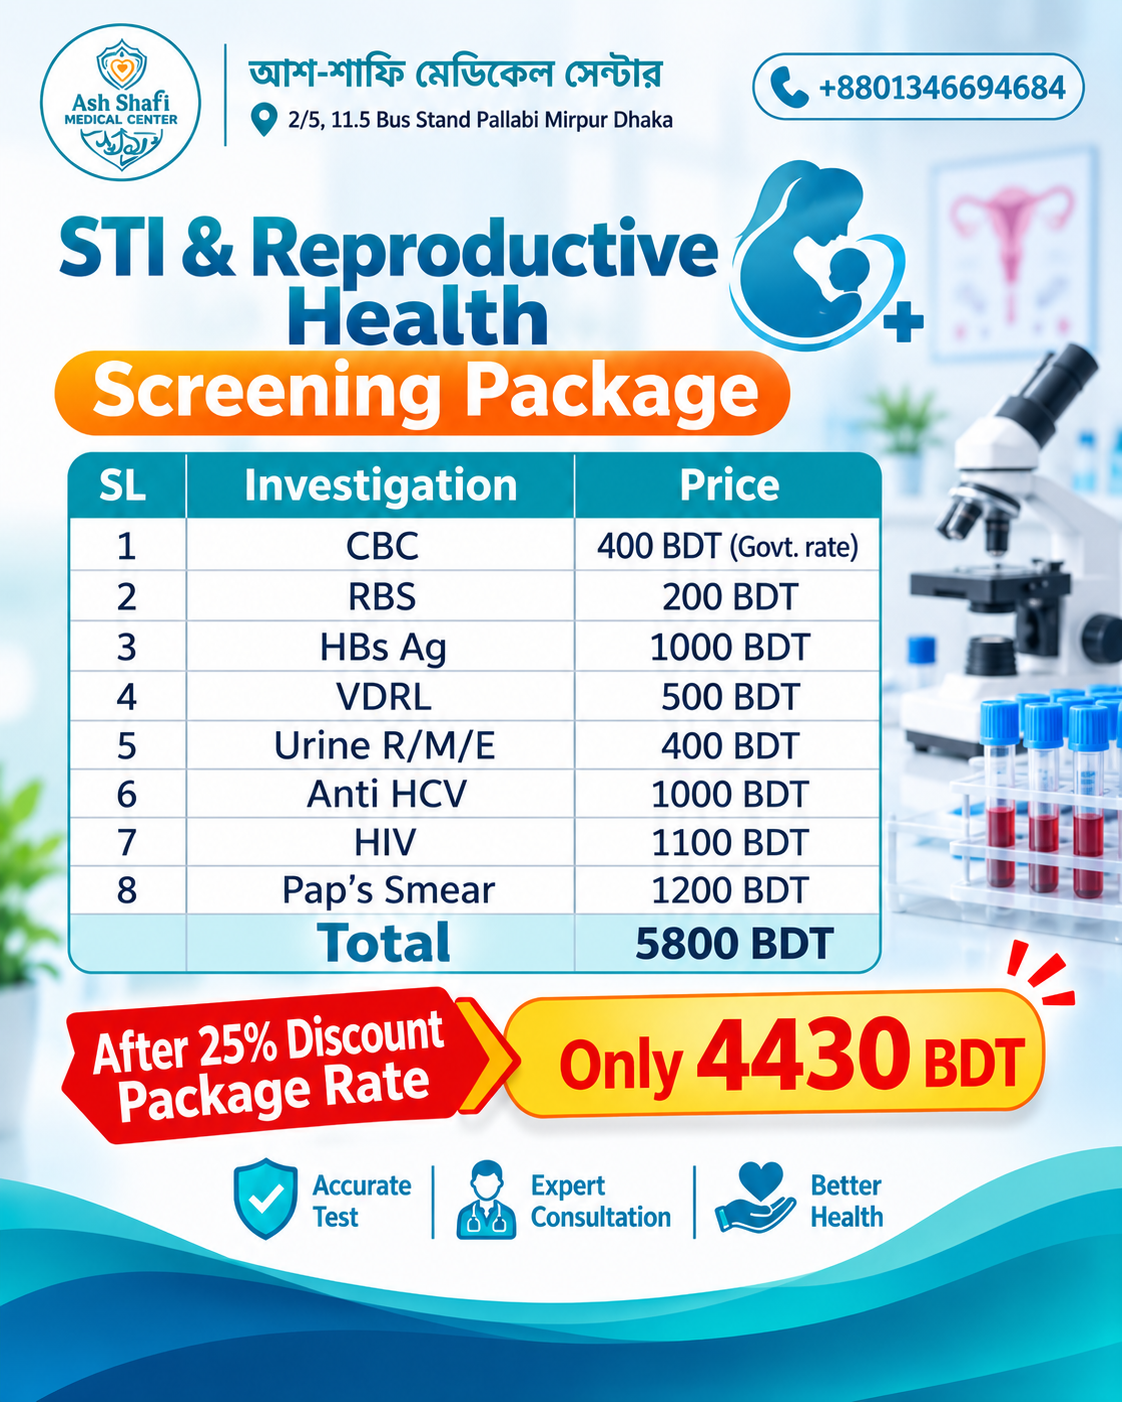 Ash Shafi
MEDICAL CENTER
আশ-শাফি মেডিকেল সেন্টার
2/5, 11.5 Bus Stand Pallabi Mirpur Dhaka
+8801346694684
STI & Reproductive
Health
Screening Package
SL Investigation Price
1 CBC 400 BDT (Govt. rate)
2 RBS 200 BDT
3 HBs Ag 1000 BDT
4 VDRL 500 BDT
5 Urine R/M/E 400 BDT
6 Anti HCV 1000 BDT
7 HIV 1100 BDT
8 Pap’s Smear 1200 BDT
Total 5800 BDT
After 25% Discount
Package Rate
Only 4430 BDT
Accurate
Test
Expert
Consultation
Better
Health